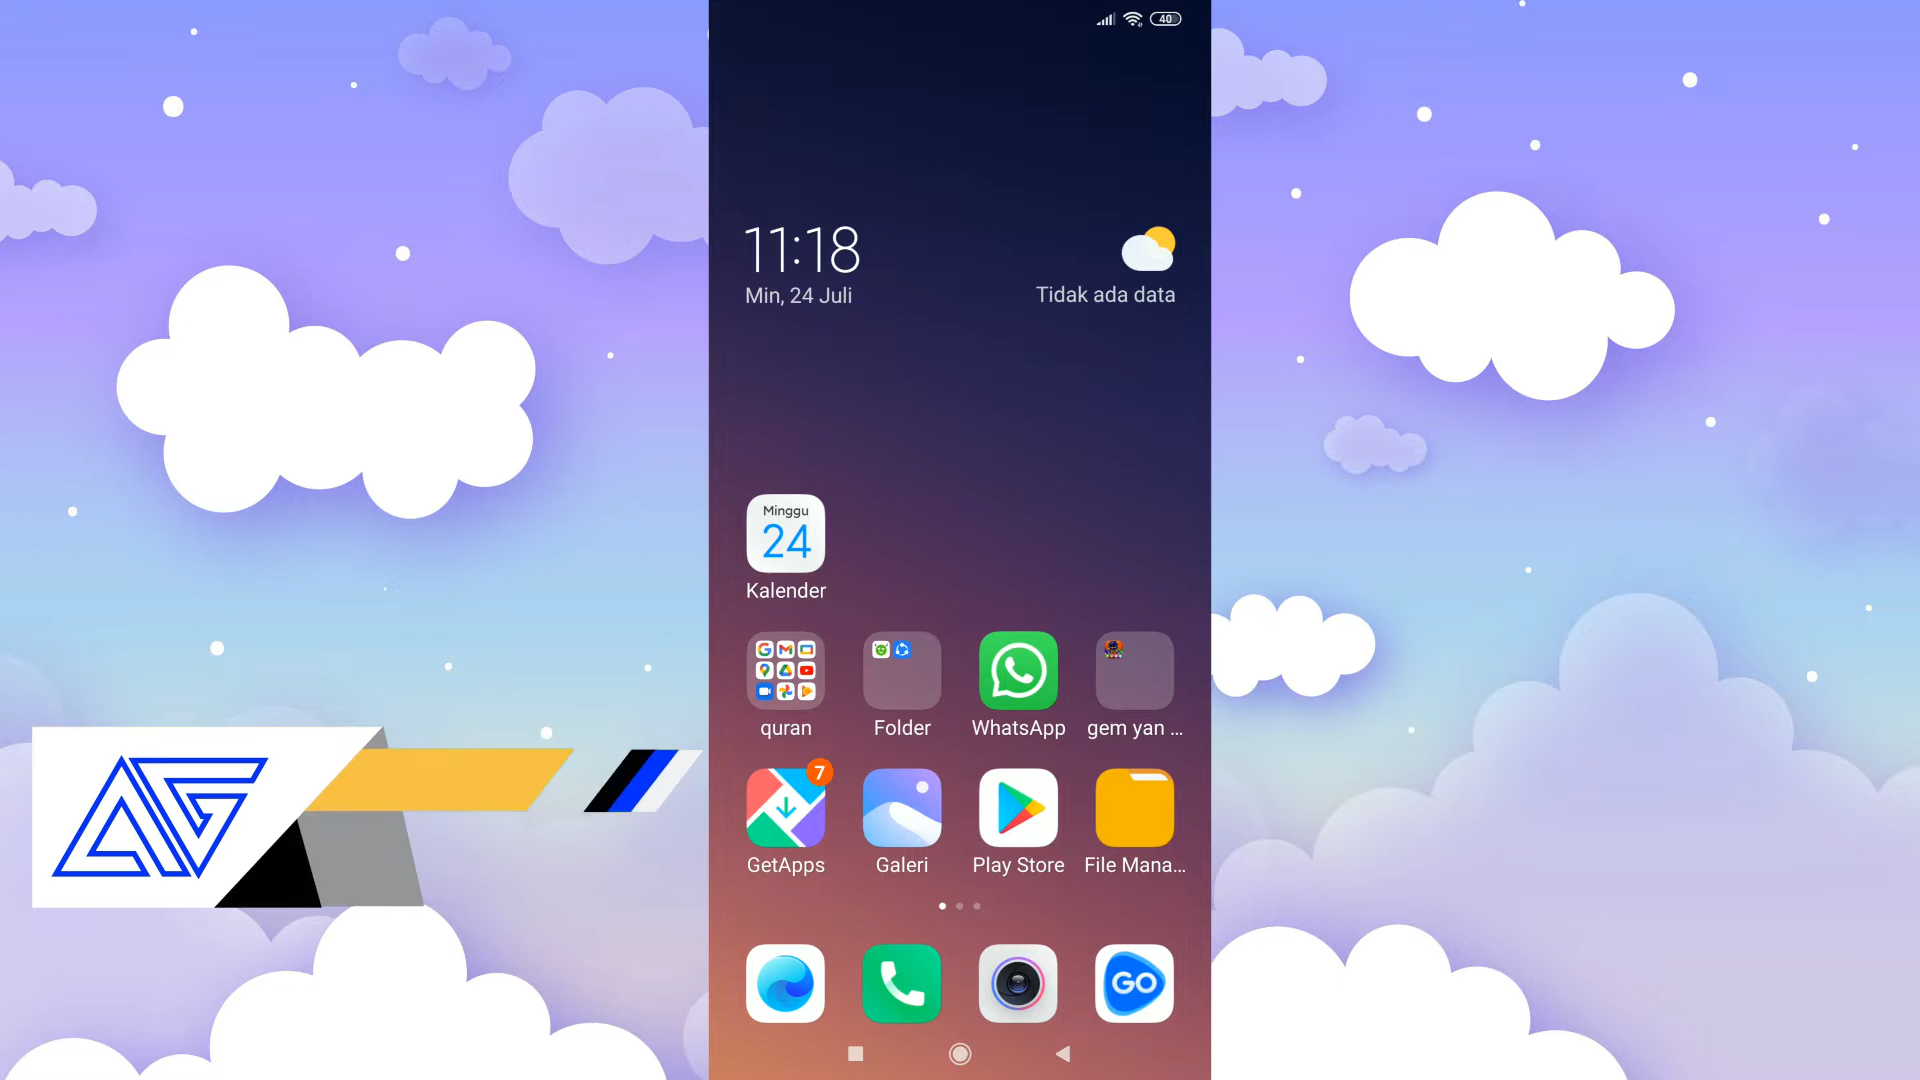 40
11:18
Min, 24 Juli
Tidak ada data
Minggu
24
Kalender
quran
Folder
WhatsApp
gem yan ...
7
GetApps
Galeri
Play Store
File Mana...
GO